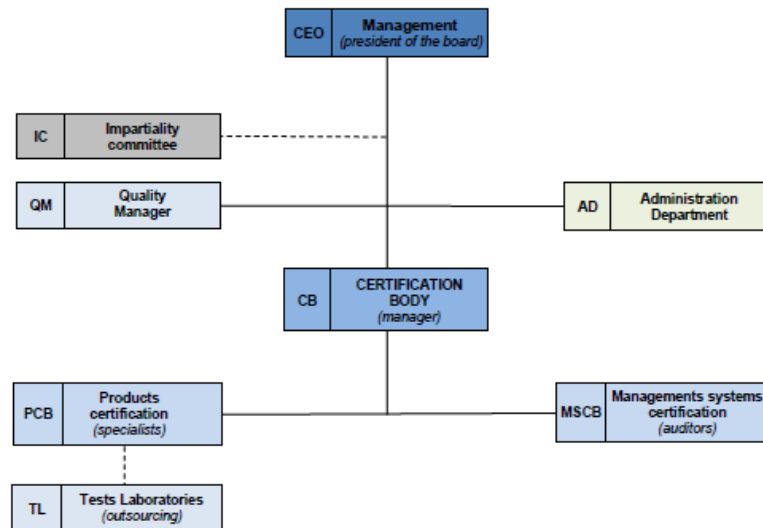 CEO
Management
(president of the board)
IC
Impartiality
committee
QM
Quality
Manager
AD
Administration
Department
CB
CERTIFICATION
BODY
(manager)
PCB
Products
certification
(specialists)
MSCB
Managements systems
certification
(auditors)
TL
Tests Laboratories
(outsourcing)